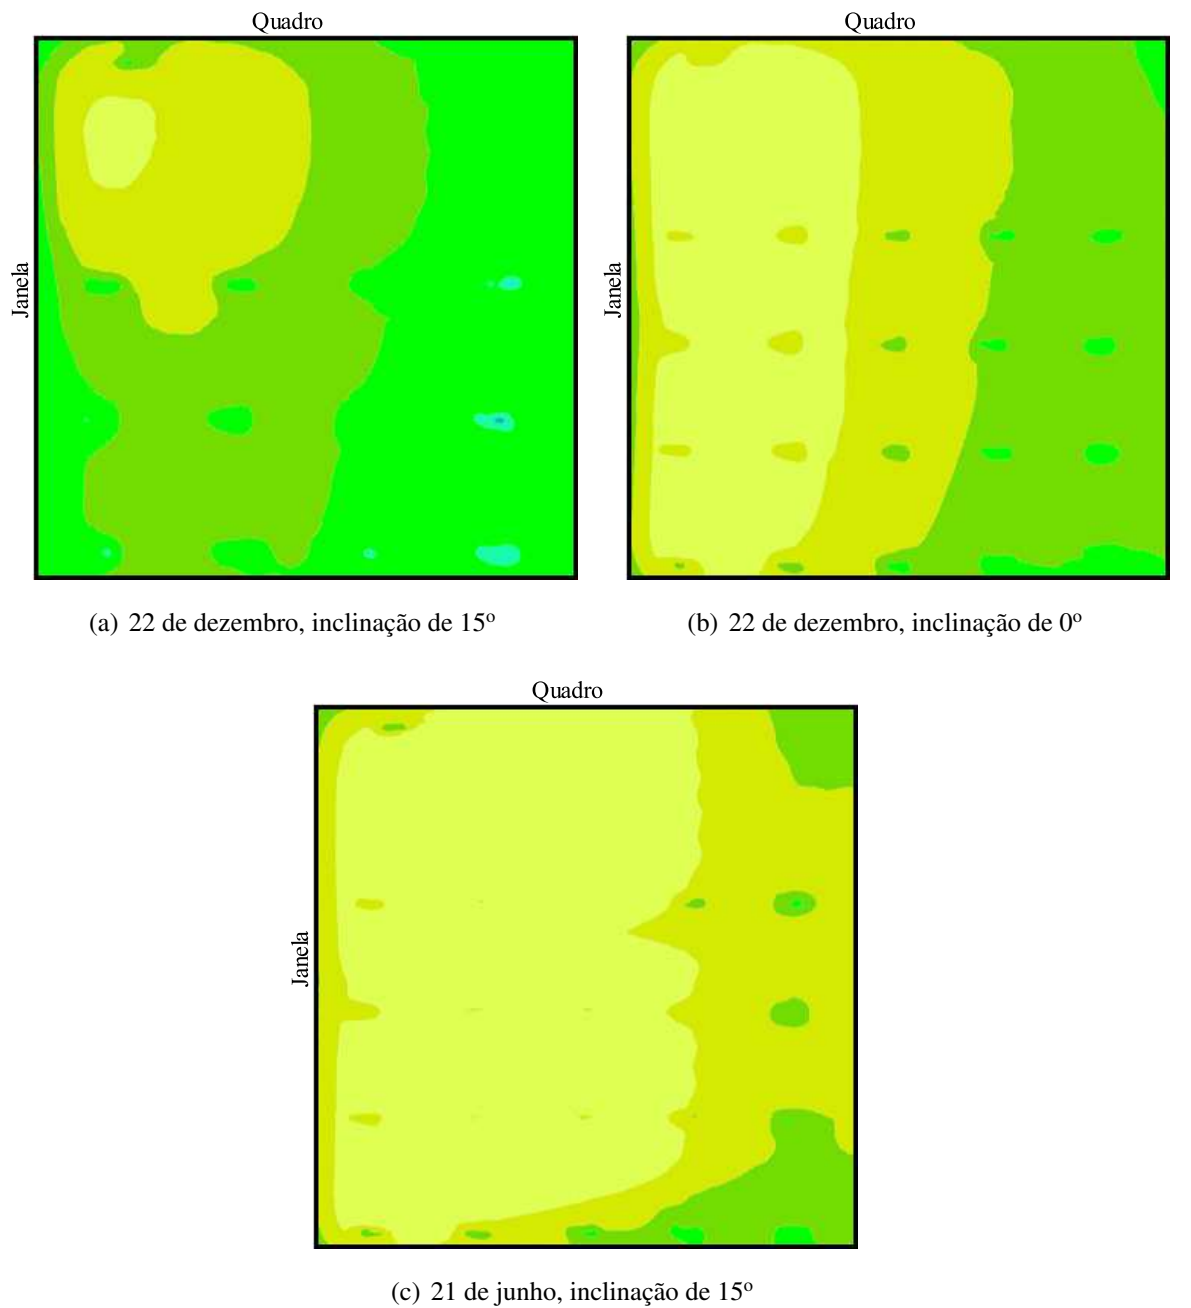 Quadro
Quadro
Janela
Janela
(a) 22 de dezembro, inclinação de 15º
(b) 22 de dezembro, inclinação de 0º
Quadro
Janela
(c) 21 de junho, inclinação de 15º